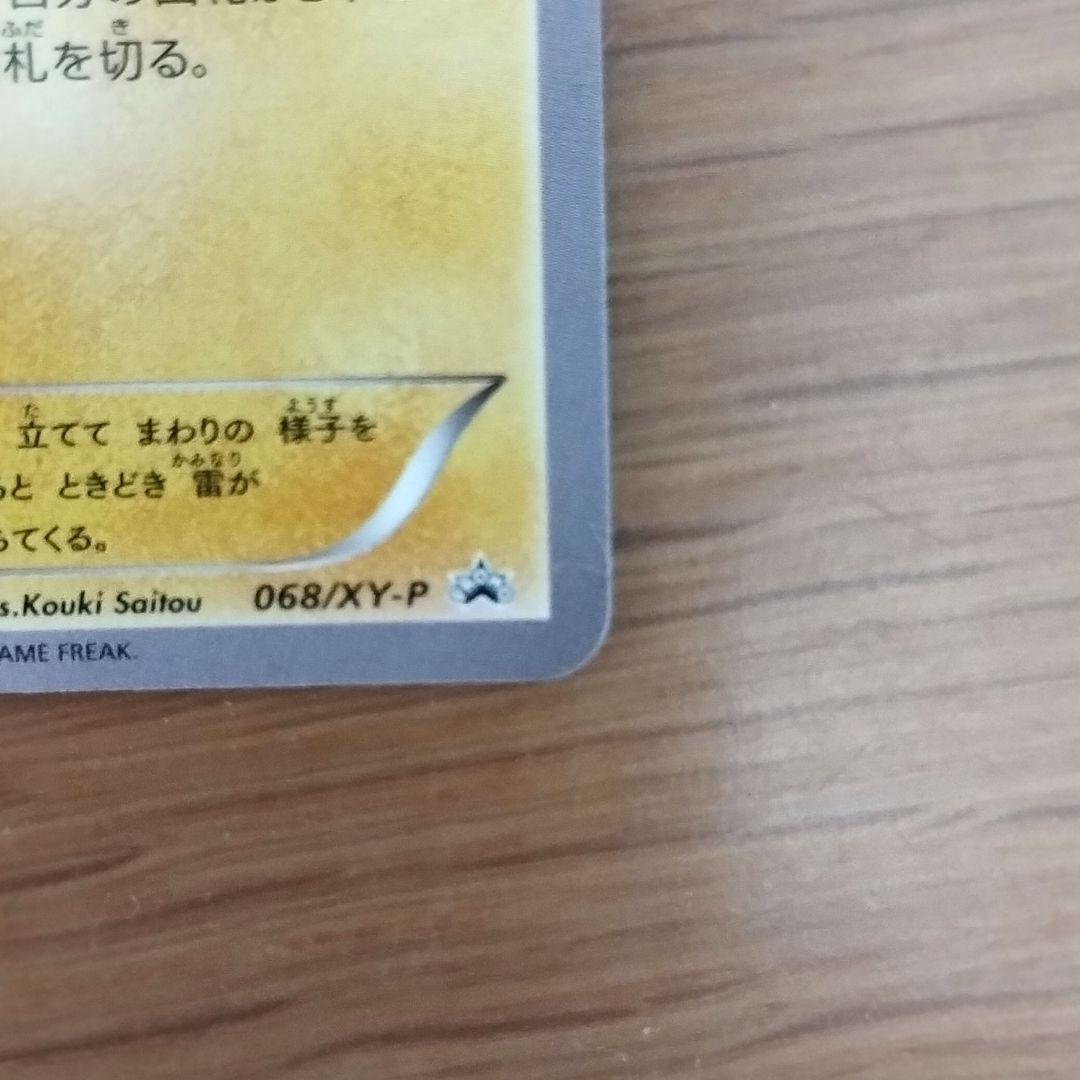 札を切る。
立てて まわりの 様子を
ると ときどき 雷が
てくる。
s.Kouki Saitou 068/XY-P
AME FREAK.